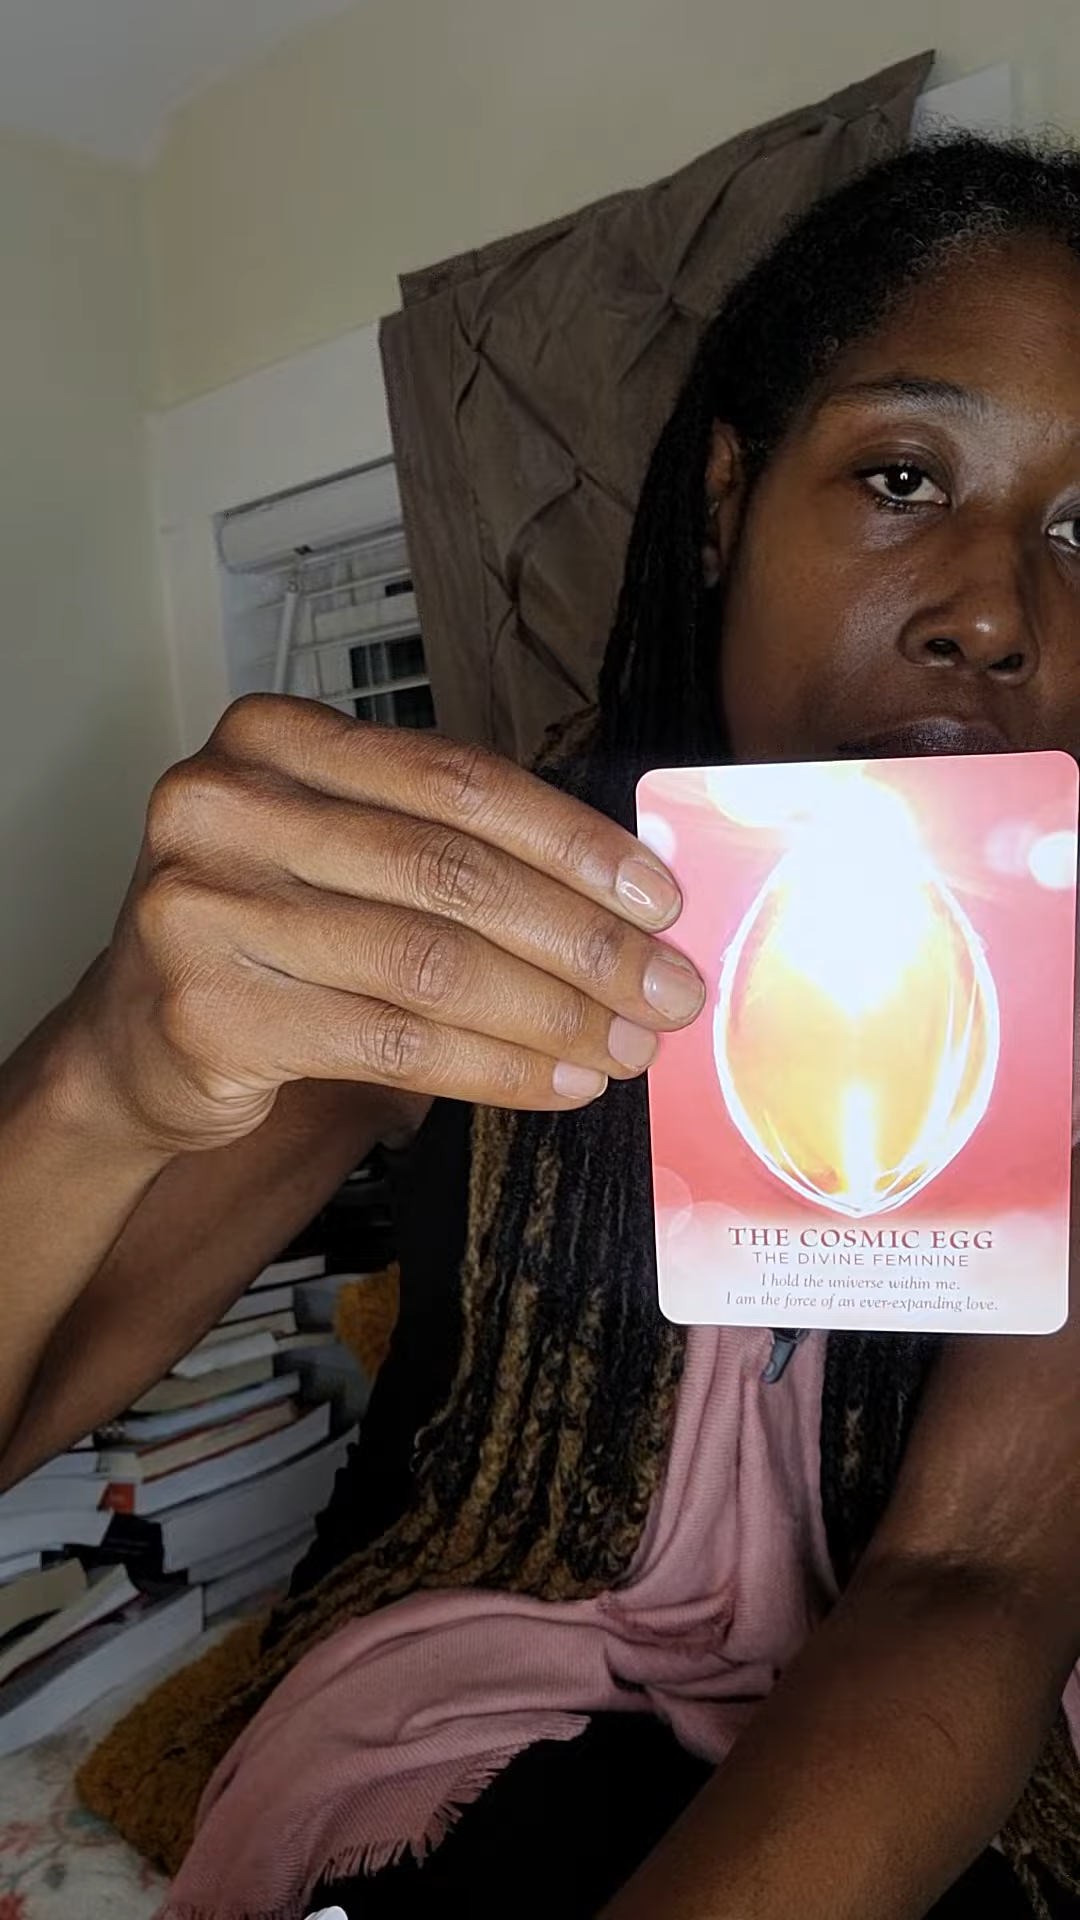 THE COSMIC EGG
THE DIVINE FEMININE
I hold the universe within me.
I am the force of an ever-expanding love.